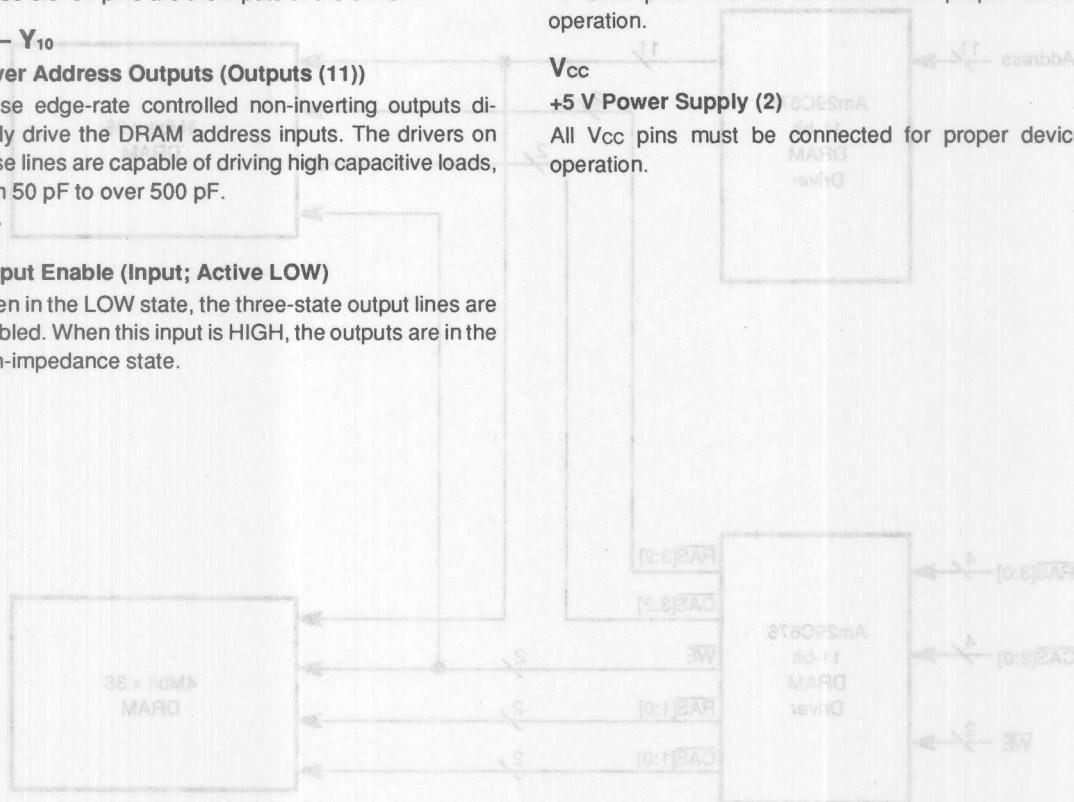 – Y10
ver Address Outputs (Outputs (11))
se edge-rate controlled non-inverting outputs di-
ly drive the DRAM address inputs. The drivers on
se lines are capable of driving high capacitive loads,
n 50 pF to over 500 pF.
put Enable (Input; Active LOW)
en in the LOW state, the three-state output lines are
bled. When this input is HIGH, the outputs are in the
h-impedance state.
operation.
Vcc
+5 V Power Supply (2)
All Vcc pins must be connected for proper devic
operation.
Address
11
11
Am29C676
DRAM
Driver
2
RAS[3:2]
CAS[3:2]
WE
RAS[1:0]
CAS[1:0]
Am29C676
11-bit
DRAM
Driver
4
RAS[3:0]
4
CAS[3:0]
2
WE
2
2
2
4Mbit x 36
DRAM